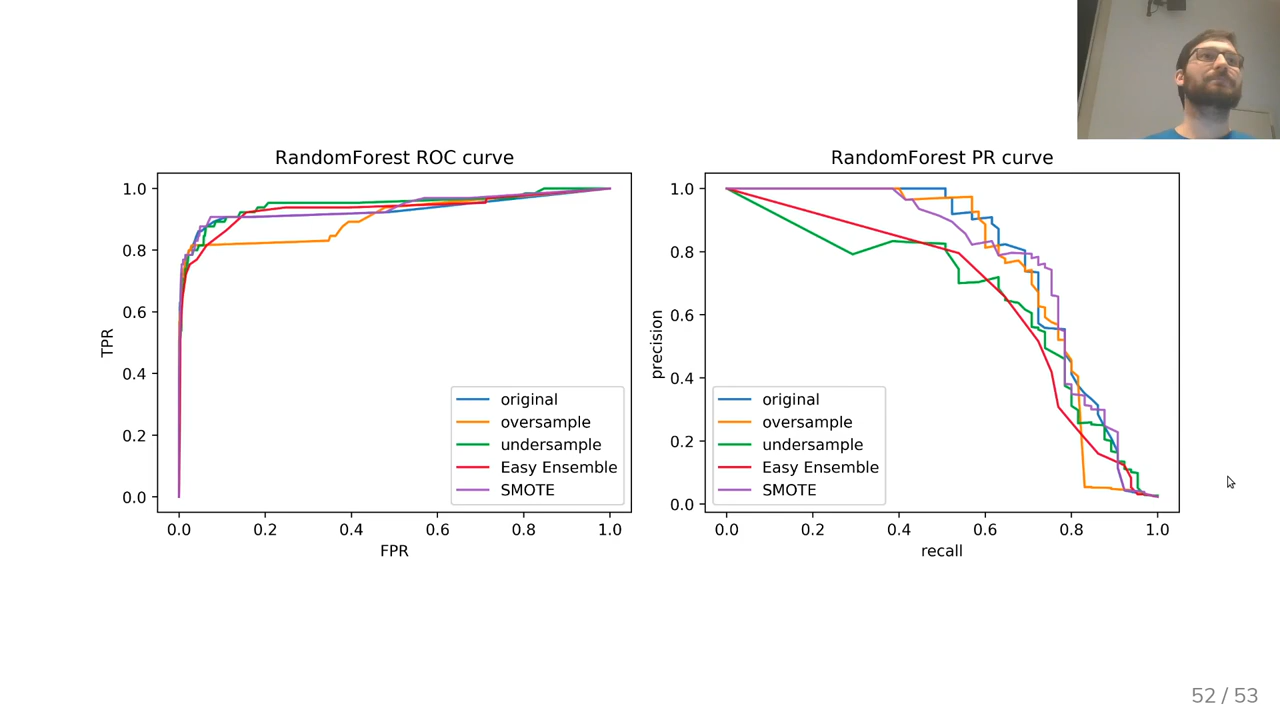 RandomForest ROC curve
1.0
0.8
0.6
0.4
0.2
0.0
TPR
0.0 0.2 0.4 0.6 0.8 1.0
FPR
original
oversample
undersample
Easy Ensemble
SMOTE
RandomForest PR curve
1.0
0.8
0.6
0.4
0.2
0.0
precision
0.0 0.2 0.4 0.6 0.8 1.0
recall
original
oversample
undersample
Easy Ensemble
SMOTE
52 / 53